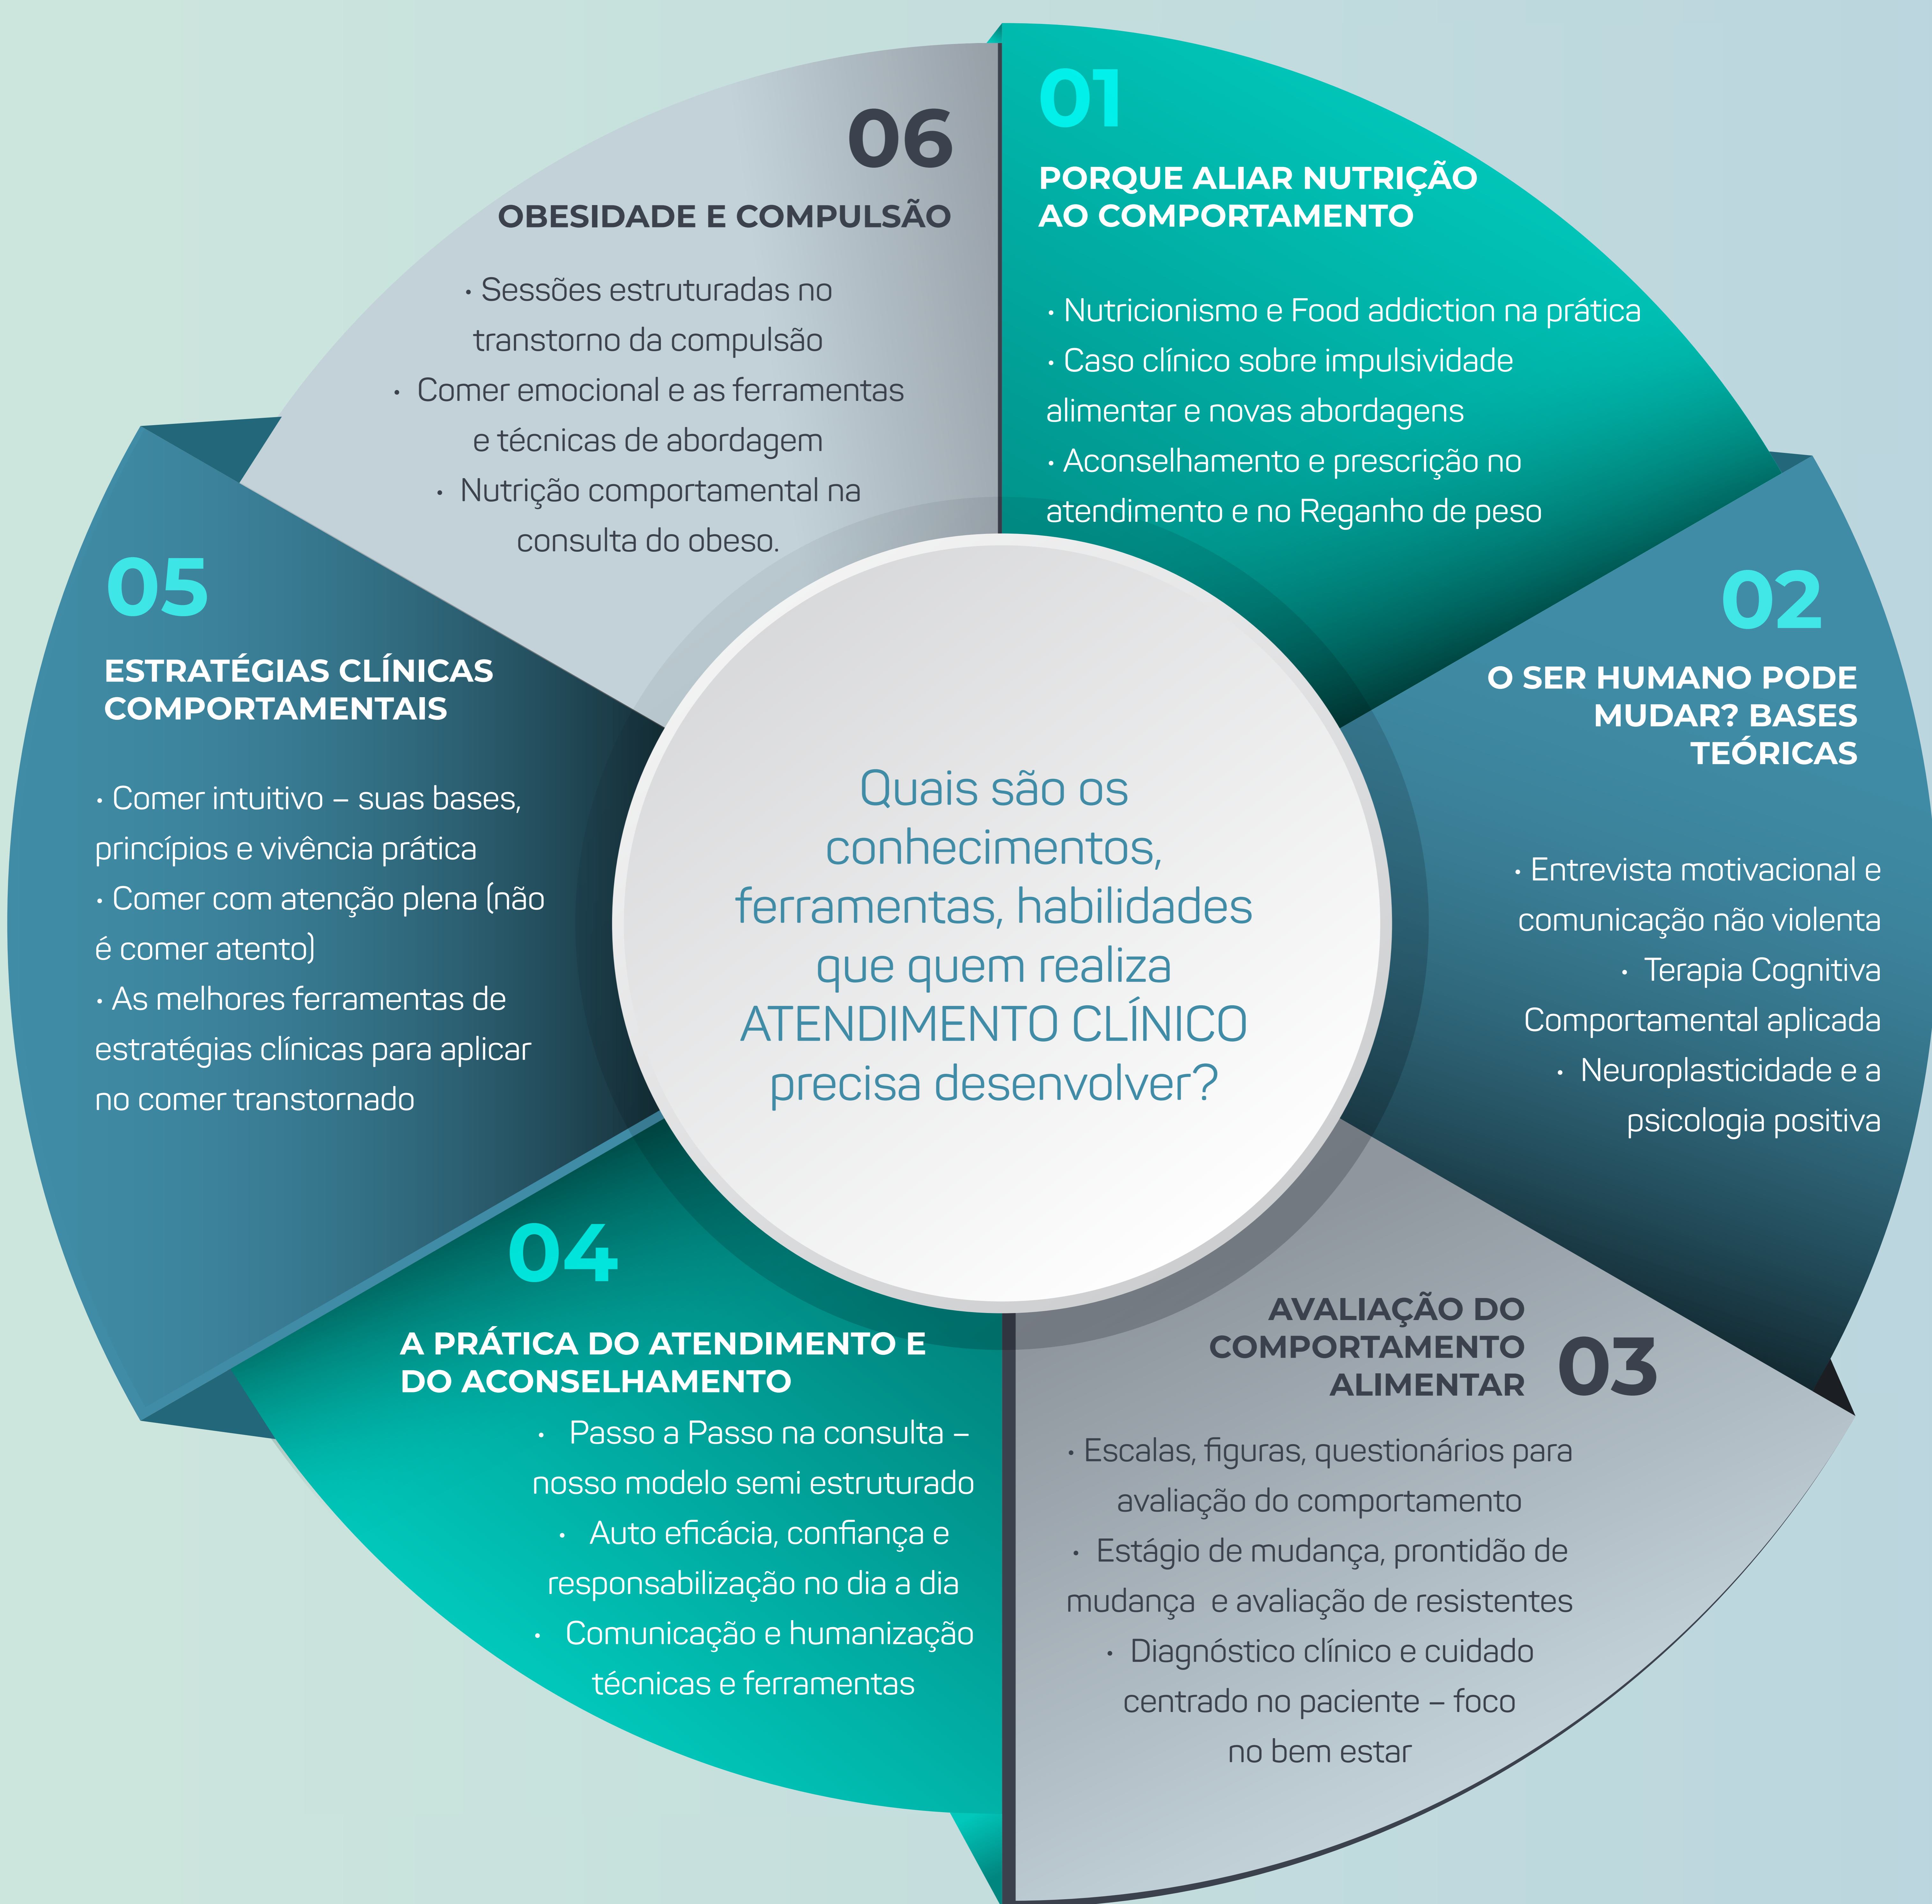 Quais são os
conhecimentos,
ferramentas, habilidades
que quem realiza
ATENDIMENTO CLÍNICO
precisa desenvolver?
01
PORQUE ALIAR NUTRIÇÃO
AO COMPORTAMENTO
• Nutricionismo e Food addiction na prática
• Caso clínico sobre impulsividade
alimentar e novas abordagens
• Aconselhamento e prescrição no
atendimento e no Reganho de peso
02
O SER HUMANO PODE
MUDAR? BASES
TEÓRICAS
• Entrevista motivacional e
comunicação não violenta
• Terapia Cognitiva
Comportamental aplicada
• Neuroplasticidade e a
psicologia positiva
03
AVALIAÇÃO DO
COMPORTAMENTO
ALIMENTAR
• Escalas, figuras, questionários para
avaliação do comportamento
• Estágio de mudança, prontidão de
mudança e avaliação de resistentes
• Diagnóstico clínico e cuidado
centrado no paciente – foco
no bem estar
04
A PRÁTICA DO ATENDIMENTO E
DO ACONSELHAMENTO
• Passo a Passo na consulta –
nosso modelo semi estruturado
• Auto eficácia, confiança e
responsabilização no dia a dia
• Comunicação e humanização
técnicas e ferramentas
05
ESTRATÉGIAS CLÍNICAS
COMPORTAMENTAIS
• Comer intuitivo – suas bases,
princípios e vivência prática
• Comer com atenção plena (não
é comer atento)
• As melhores ferramentas de
estratégias clínicas para aplicar
no comer transtornado
06
OBESIDADE E COMPULSÃO
• Sessões estruturadas no
transtorno da compulsão
• Comer emocional e as ferramentas
e técnicas de abordagem
• Nutrição comportamental na
consulta do obeso.